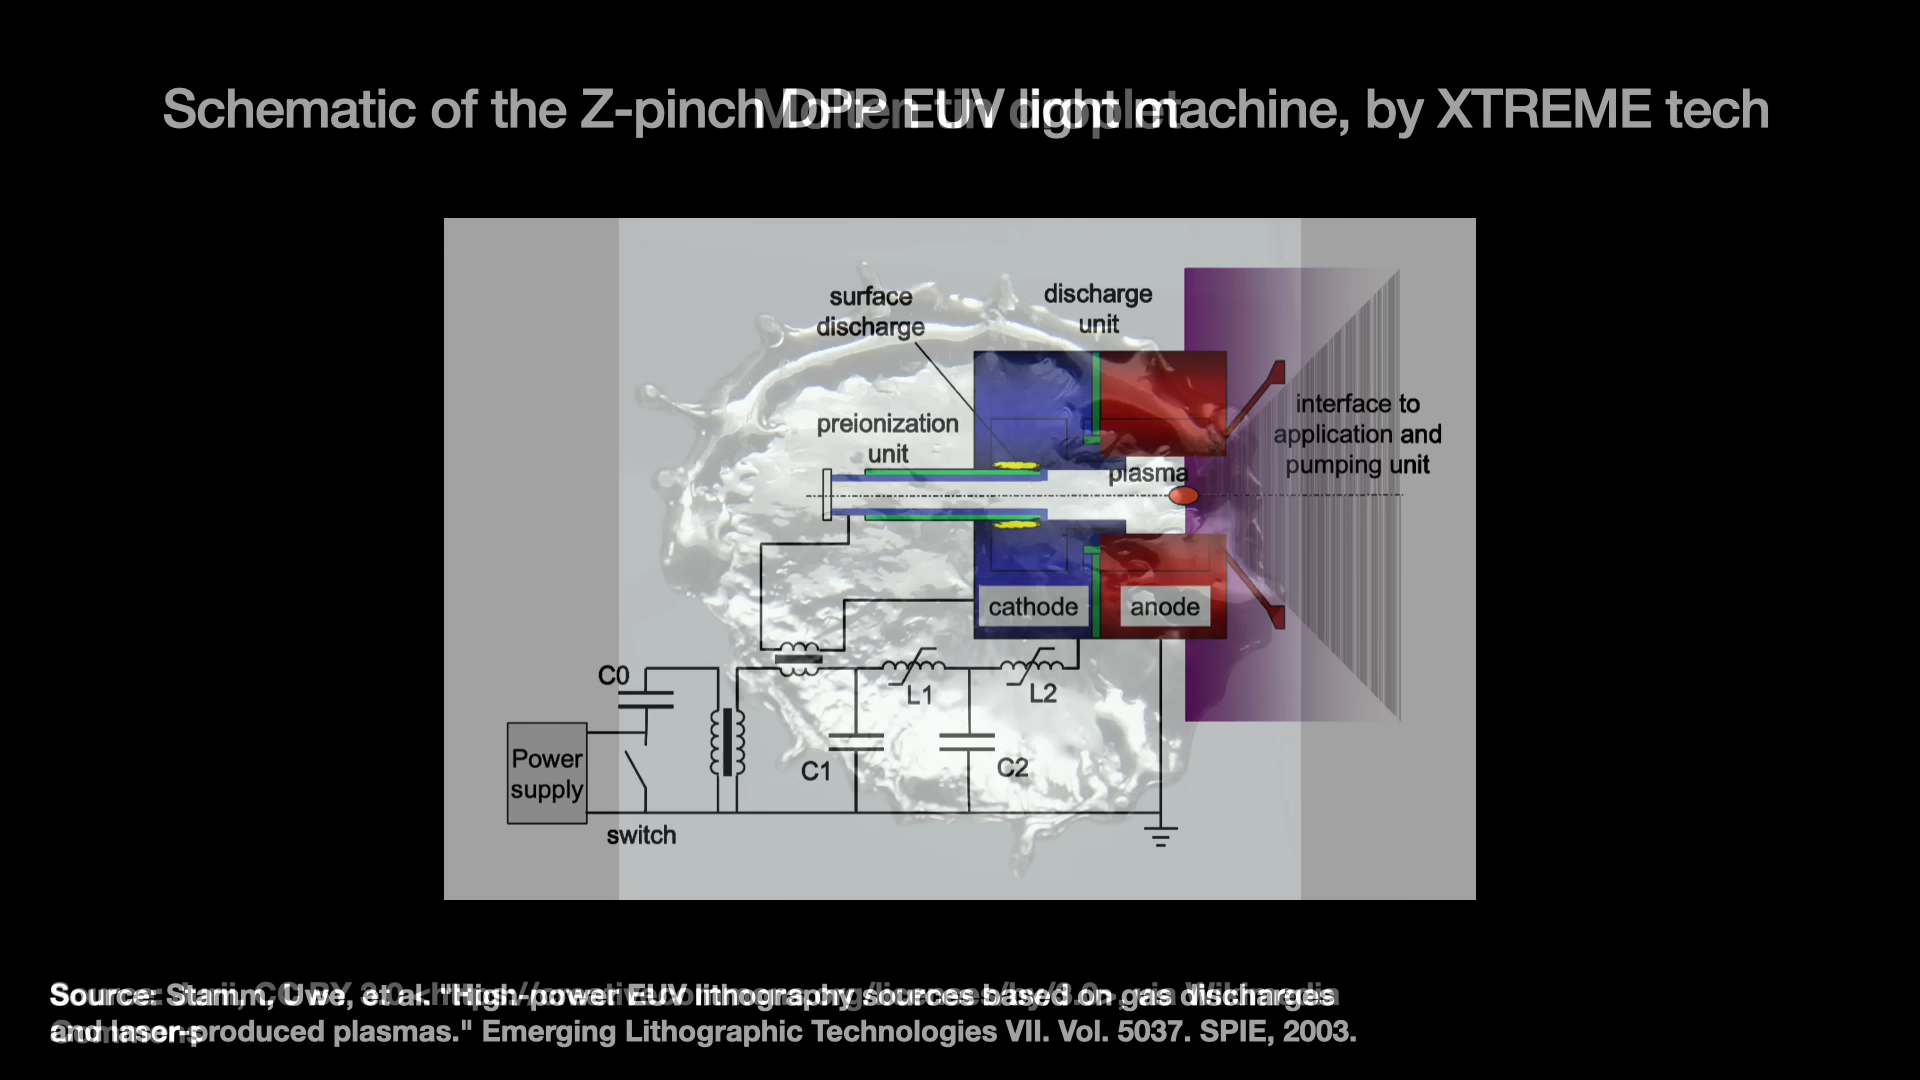 Schematic of the Z-pinch DPP EUV light machine, by XTREME tech
surface
discharge
discharge
unit
preionization
unit
interface to
application and
pumping unit
plasma
cathode
anode
C0
L1
L2
Power
supply
C1
C2
switch
Source: Stamm, Uwe, et al. "High-power EUV lithography sources based on gas discharges
and laser-produced plasmas." Emerging Lithographic Technologies VII. Vol. 5037. SPIE, 2003.